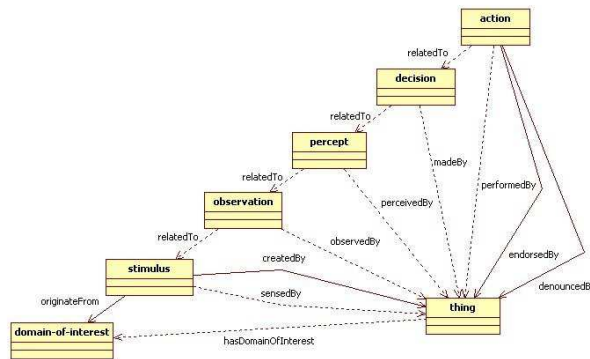 action
relatedTo
decision
relatedTo
percept
madeBy
performedBy
relatedTo
perceivedBy
observation
relatedTo
observedBy
createdBy
endorsedBy
stimulus
sensedBy
denouncedB
originateFrom
thing
domain-of-interest
hasDomainOfInterest